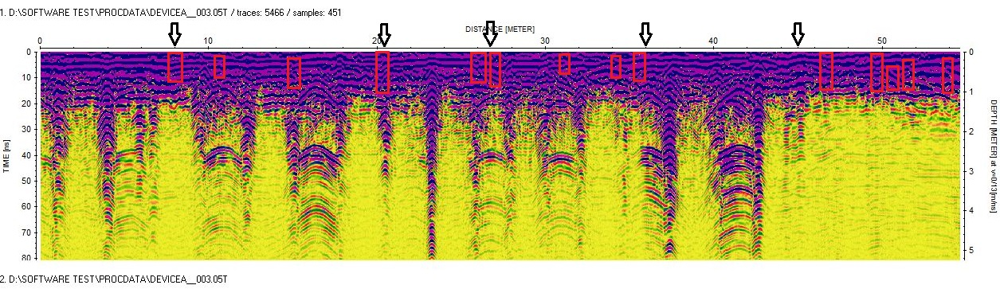 1. D:\SOFTWARE TEST\PROCDATA\DEVICEA__003.05T / traces: 5466 / samples: 451
DISTANCE [METER]
0 10 20 30 40 50
TIME [ns]
0
10
20
30
40
50
60
70
80
0
1
2
3
4
5
DEPTH [METER] at v=0/13[m/ns]
2. D:\SOFTWARE TEST\PROCDATA\DEVICEA__003.05T